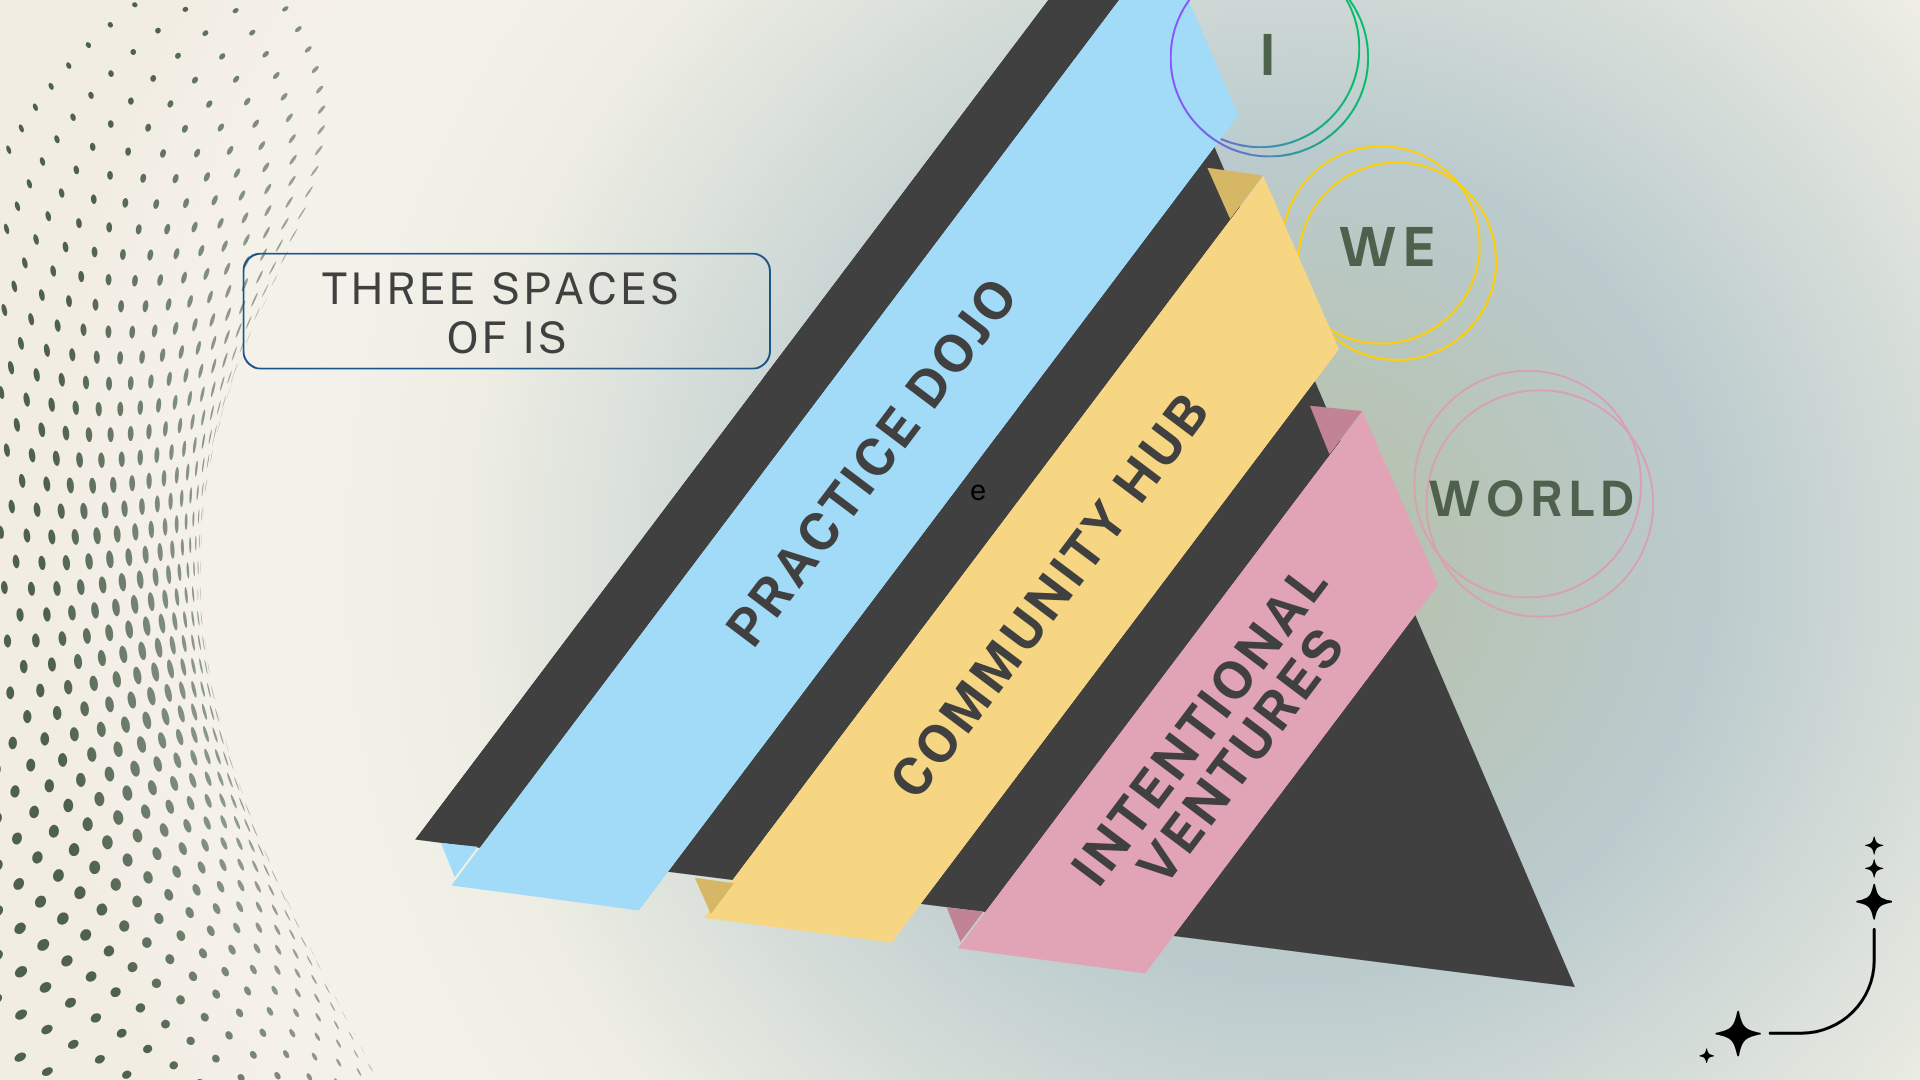 THREE SPACES
OF IS
PRACTICE DOJO
e
COMMUNITY HUB
INTENTIONAL
VENTURES
I
WE
WORLD